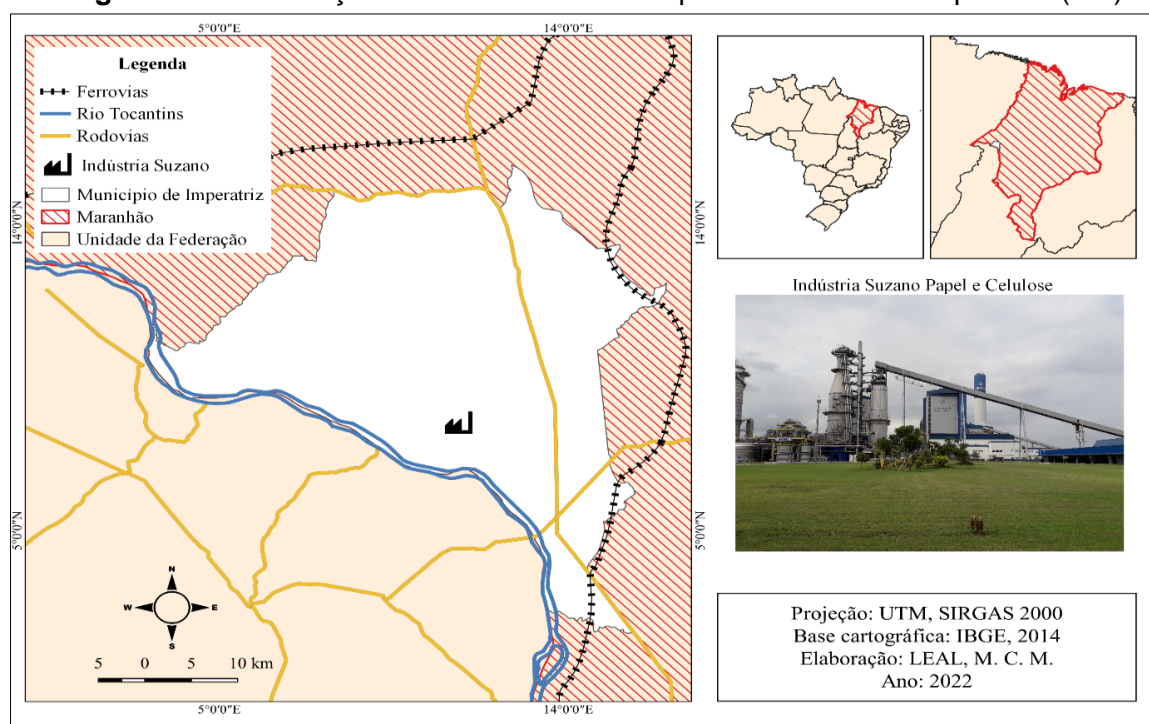 5°0'0"E
14°0'0"E
Legenda
Ferrovias
Rio Tocantins
Rodovias
Indústria Suzano
Município de Imperatriz
Maranhão
Unidade da Federação
14°0'0"N
14°0'0"N
5°0'0"N
5°0'0"N
N
W
E
S
5 0 5 10 km
5°0'0"E
14°0'0"E
Indústria Suzano Papel e Celulose
Projeção: UTM, SIRGAS 2000
Base cartográfica: IBGE, 2014
Elaboração: LEAL, M. C. M.
Ano: 2022